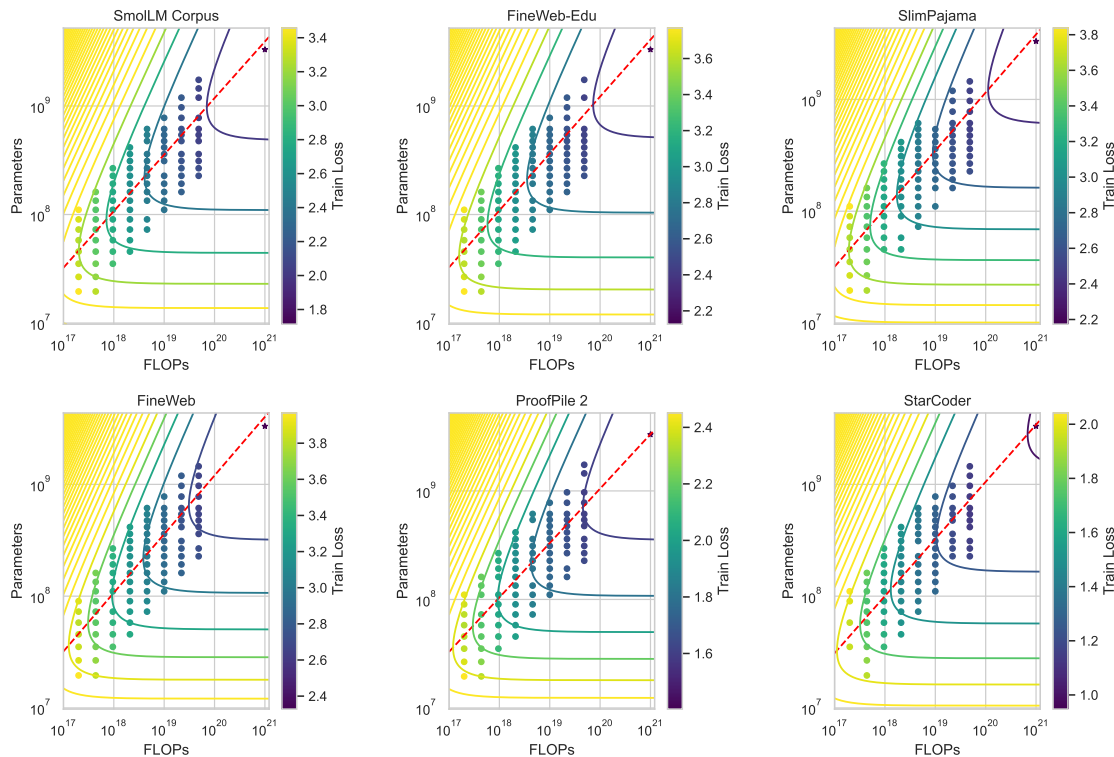 SmolLM Corpus
Parameters
10⁹
10⁸
10⁷
10¹⁷ 10¹⁸ 10¹⁹ 10²⁰ 10²¹
FLOPs
3.4
3.2
3.0
2.8
2.6
2.4
2.2
2.0
1.8
Train Loss
FineWeb-Edu
Parameters
10⁹
10⁸
10⁷
10¹⁷ 10¹⁸ 10¹⁹ 10²⁰ 10²¹
FLOPs
3.6
3.4
3.2
3.0
2.8
2.6
2.4
2.2
Train Loss
SlimPajama
Parameters
10⁹
10⁸
10⁷
10¹⁷ 10¹⁸ 10¹⁹ 10²⁰ 10²¹
FLOPs
3.8
3.6
3.4
3.2
3.0
2.8
2.6
2.4
2.2
Train Loss
FineWeb
Parameters
10⁹
10⁸
10⁷
10¹⁷ 10¹⁸ 10¹⁹ 10²⁰ 10²¹
FLOPs
3.8
3.6
3.4
3.2
3.0
2.8
2.6
2.4
Train Loss
ProofPile 2
Parameters
10⁹
10⁸
10⁷
10¹⁷ 10¹⁸ 10¹⁹ 10²⁰ 10²¹
FLOPs
2.4
2.2
2.0
1.8
1.6
Train Loss
StarCoder
Parameters
10⁹
10⁸
10⁷
10¹⁷ 10¹⁸ 10¹⁹ 10²⁰ 10²¹
FLOPs
2.0
1.8
1.6
1.4
1.2
1.0
Train Loss